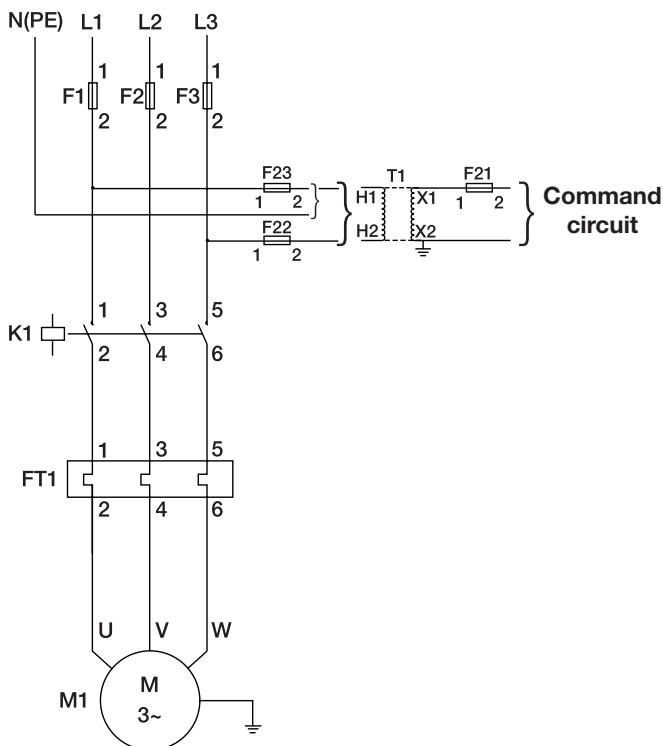 N(PE) L1 L2 L3
1 1 1
F1 F2 F3
2 2 2
F23 T1 F21
1 2 H1 X1 1 2
Command
circuit
F22 H2 X2
1 2
1 3 5
K1
2 4 6
1 3 5
FT1
2 4 6
U V W
M1 M
3~